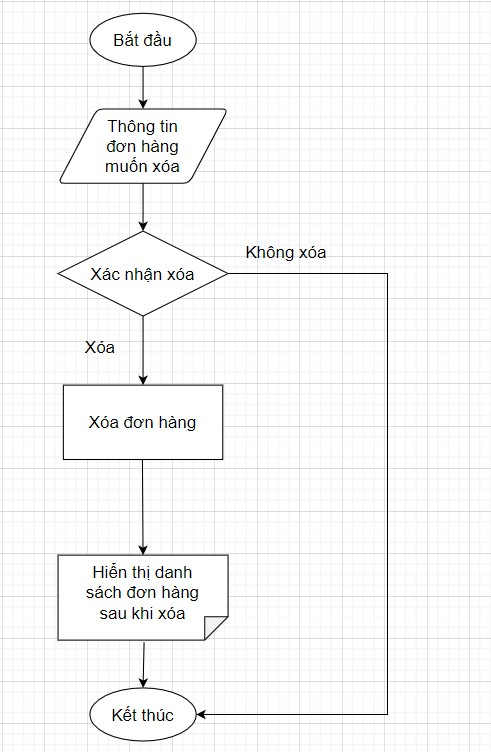 Bắt đầu
Thông tin
đơn hàng
muốn xóa
Không xóa
Xác nhận xóa
Xóa
Xóa đơn hàng
Hiển thị danh
sách đơn hàng
sau khi xóa
Kết thúc